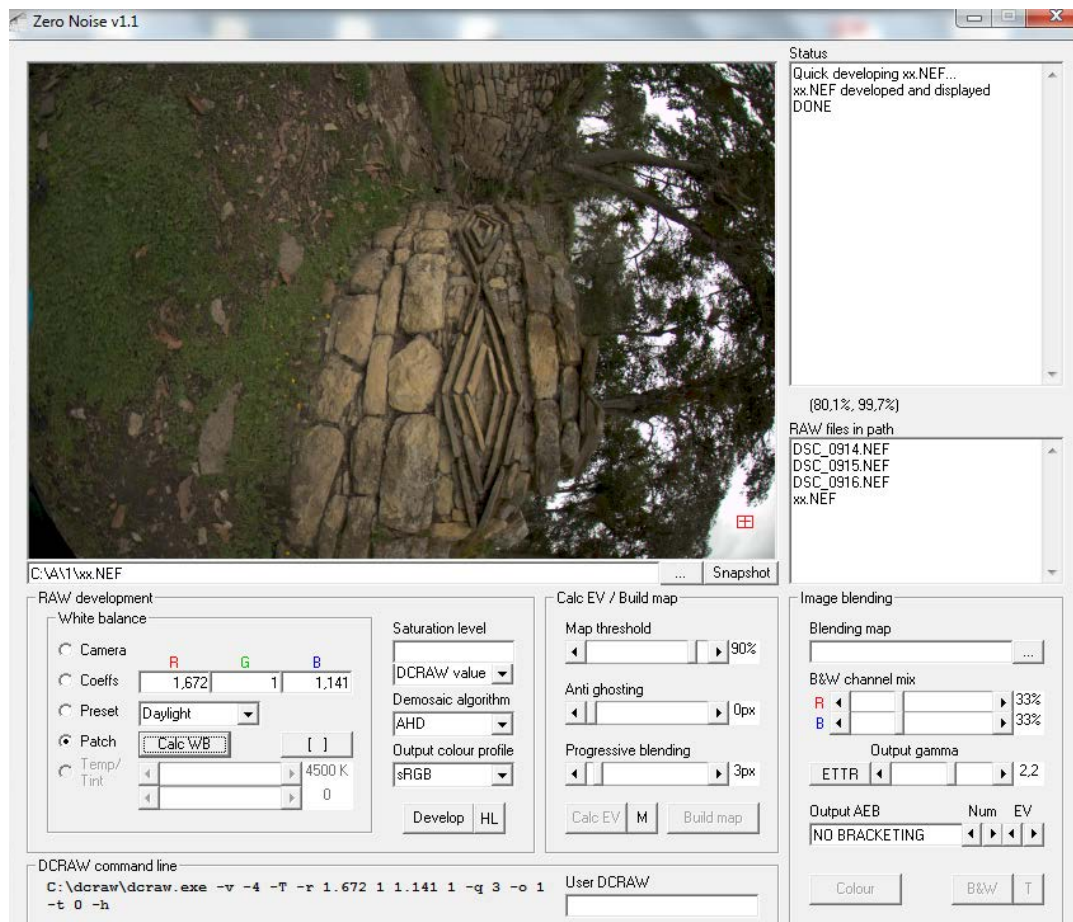 Zero Noise v1.1
Status
Quick developing xx.NEF...
xx.NEF developed and displayed
DONE
(80,1%, 99,7%)
RAW files in path
DSC_0914.NEF
DSC_0915.NEF
DSC_0916.NEF
xx.NEF
C:\A\1\xx.NEF
...
Snapshot
RAW development
White balance
Camera
R G B
Coeffs 1,672 1 1,141
Preset Daylight
Patch Calc WB [ ]
Temp/
Tint
4500 K
0
Saturation level
DCRAW value
Demosaic algorithm
AHD
Output colour profile
sRGB
Develop HL
Calc EV / Build map
Map threshold
90%
Anti ghosting
0px
Progressive blending
3px
Calc EV M Build map
Image blending
Blending map
...
B&W channel mix
R 33%
B 33%
Output gamma
ETTR 2,2
Output AEB Num EV
NO BRACKETING
Colour B&W T
DCRAW command line
C:\dcraw\dcraw.exe -v -4 -T -r 1.672 1 1.141 1 -q 3 -o 1
-t 0 -h
User DCRAW